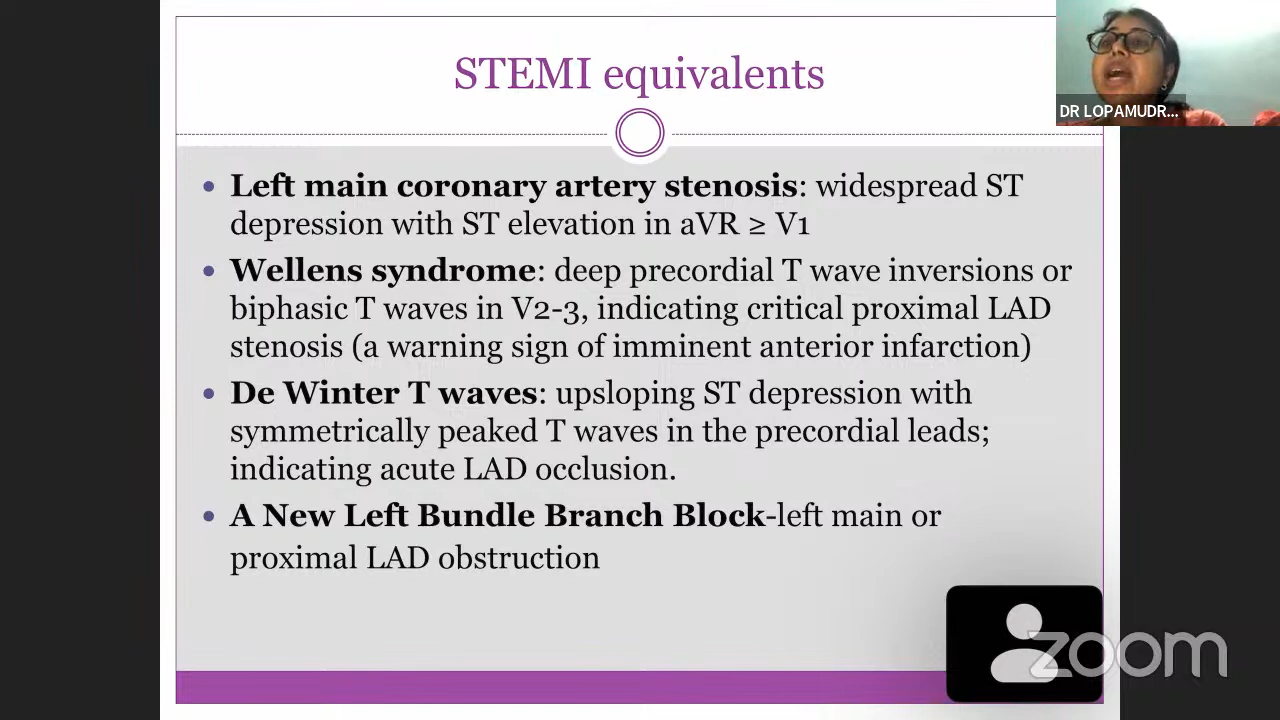 STEMI equivalents
DR LOPAMUDR...
• Left main coronary artery stenosis: widespread ST
depression with ST elevation in aVR ≥ V1
• Wellens syndrome: deep precordial T wave inversions or
biphasic T waves in V2-3, indicating critical proximal LAD
stenosis (a warning sign of imminent anterior infarction)
• De Winter T waves: upsloping ST depression with
symmetrically peaked T waves in the precordial leads;
indicating acute LAD occlusion.
• A New Left Bundle Branch Block-left main or
proximal LAD obstruction
zoom